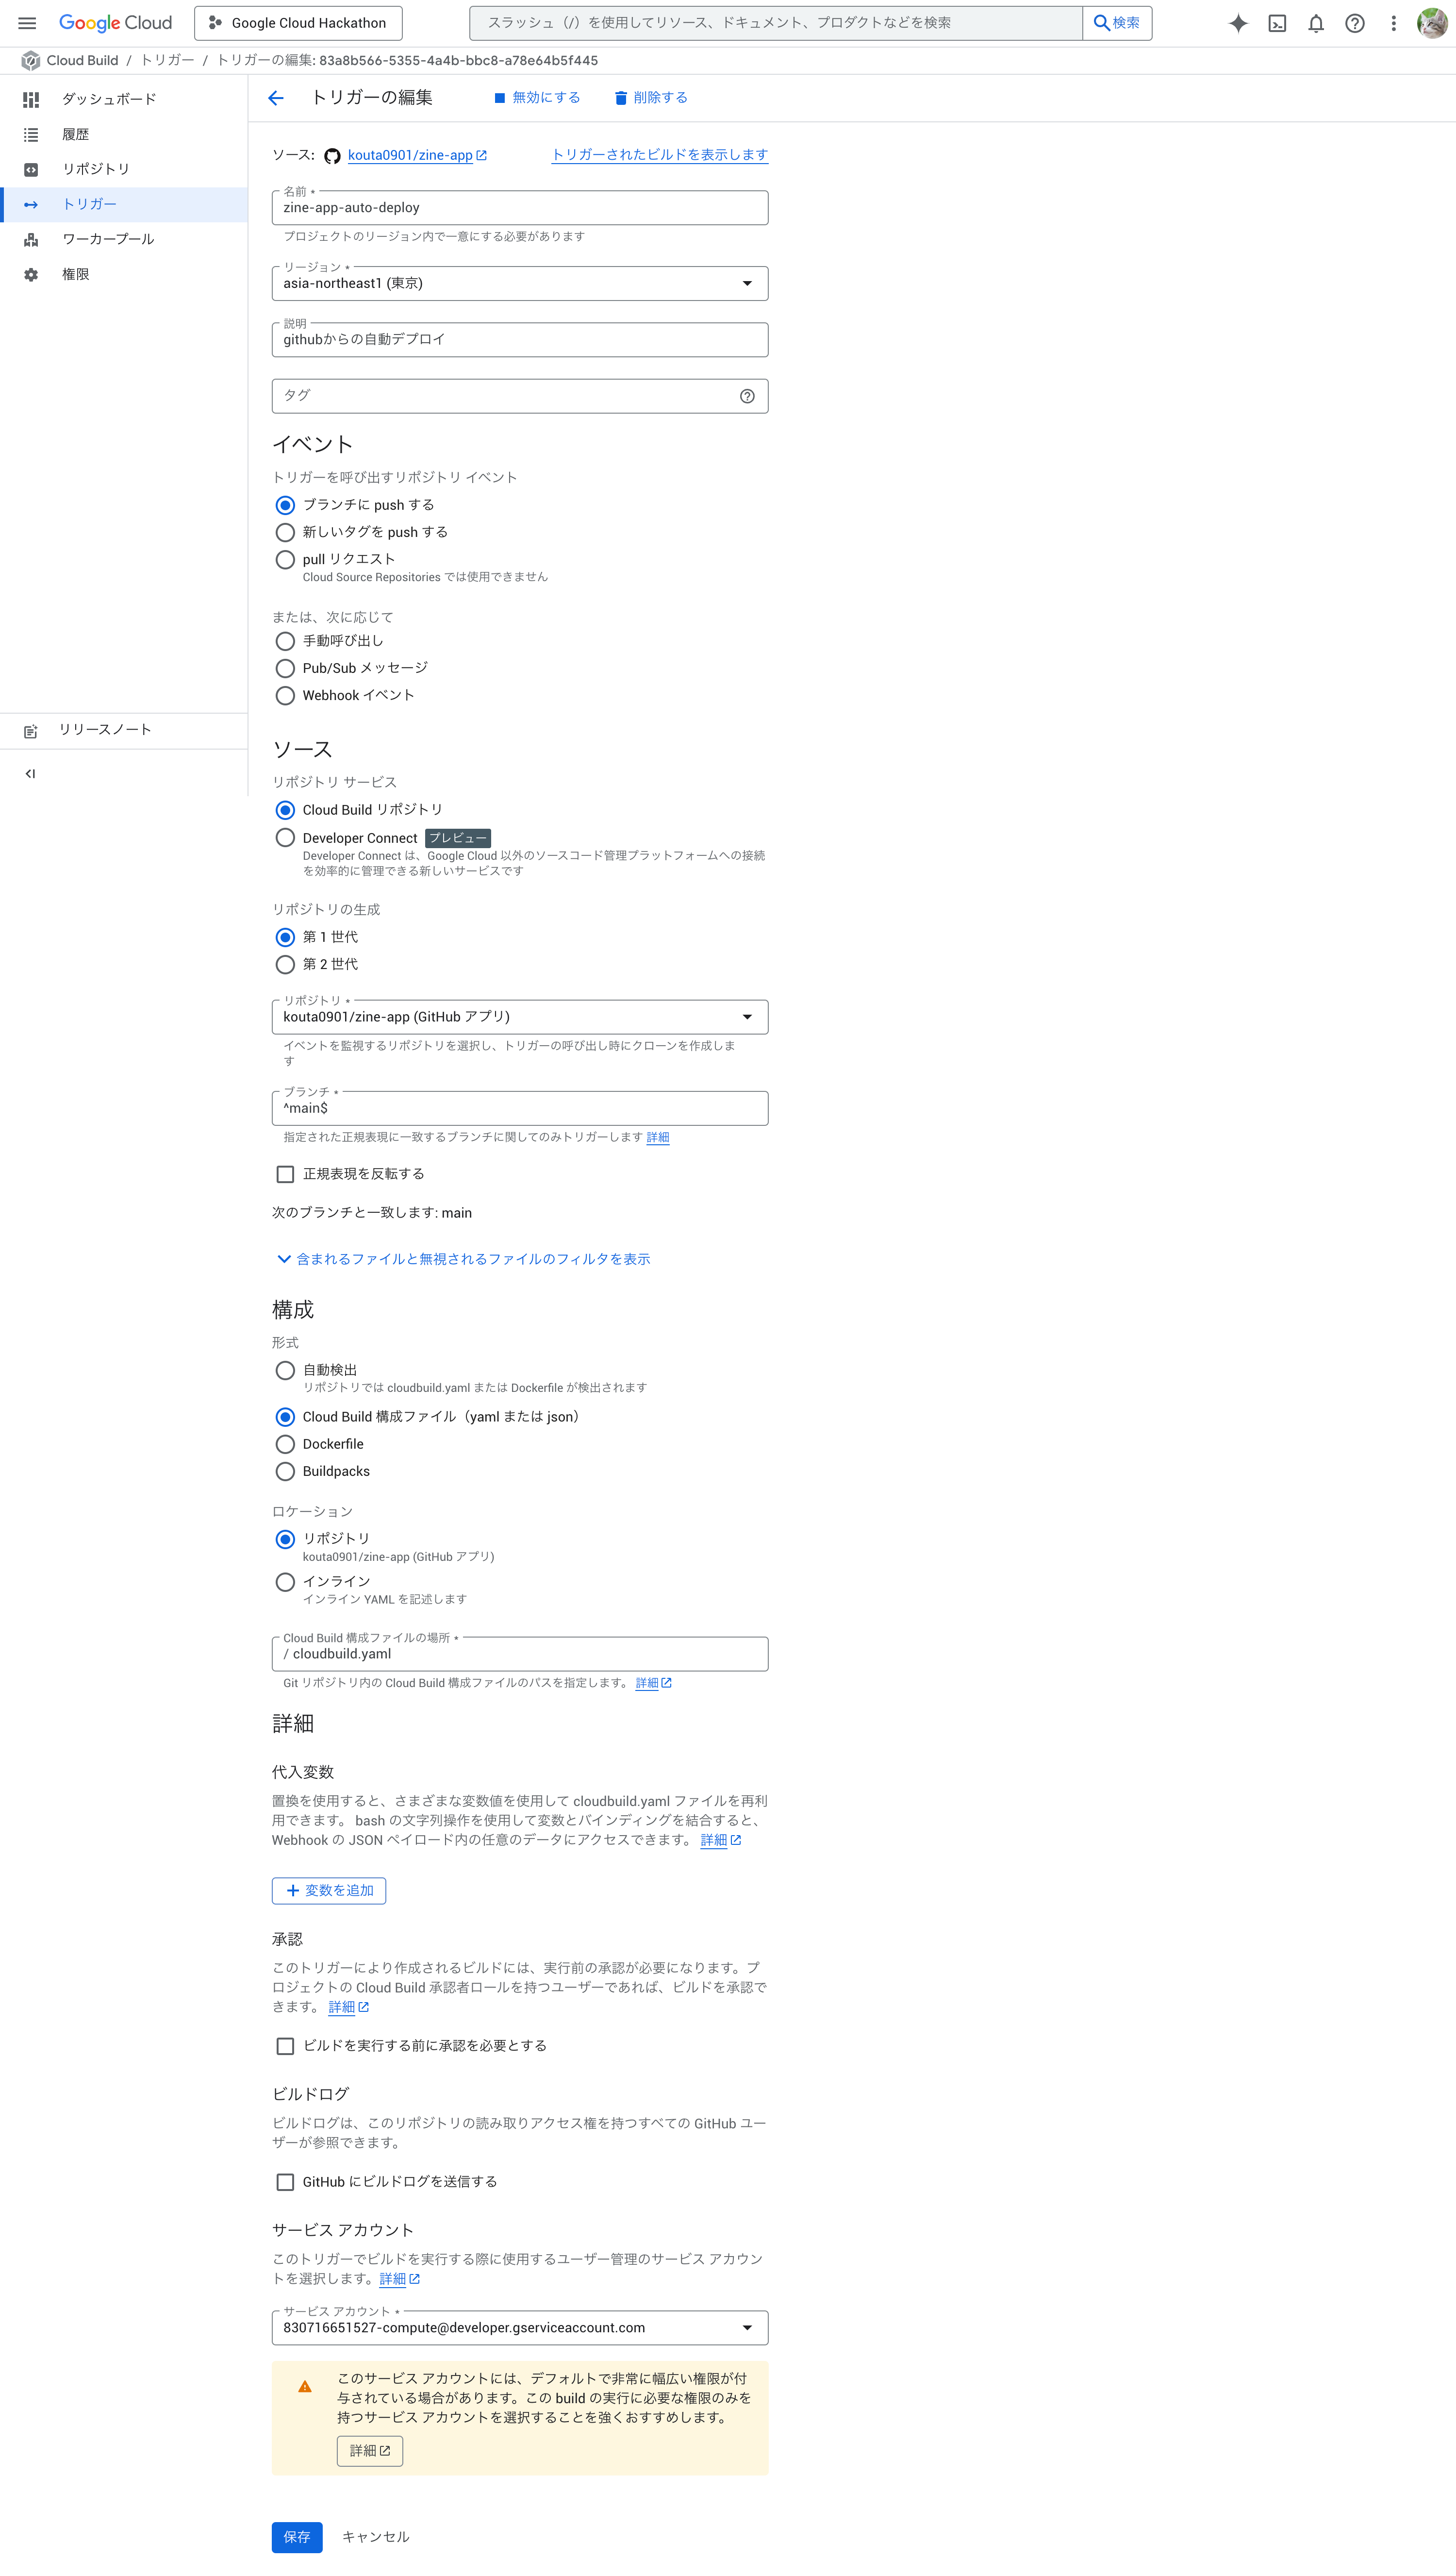 Google Cloud
Google Cloud Hackathon
スラッシュ（/）を使用してリソース、ドキュメント、プロダクトなどを検索
検索
Cloud Build / トリガー / トリガーの編集: 83a8b566-5355-4a4b-bbc8-a78e64b5f445
ダッシュボード
履歴
リポジトリ
トリガー
ワーカープール
権限
リリースノート
トリガーの編集
無効にする
削除する
ソース: kouta0901/zine-app
トリガーされたビルドを表示します
名前 *
zine-app-auto-deploy
プロジェクトのリージョン内で一意にする必要があります
リージョン *
asia-northeast1 (東京)
説明
githubからの自動デプロイ
タグ
イベント
トリガーを呼び出すリポジトリ イベント
ブランチに push する
新しいタグを push する
pull リクエスト
Cloud Source Repositories では使用できません
または、次に応じて
手動呼び出し
Pub/Sub メッセージ
Webhook イベント
ソース
リポジトリ サービス
Cloud Build リポジトリ
Developer Connect プレビュー
Developer Connect は、Google Cloud 以外のソースコード管理プラットフォームへの接続
を効率的に管理できる新しいサービスです
リポジトリの生成
第 1 世代
第 2 世代
リポジトリ *
kouta0901/zine-app (GitHub アプリ)
イベントを監視するリポジトリを選択し、トリガーの呼び出し時にクローンを作成しま
す
ブランチ *
^main$
指定された正規表現に一致するブランチに関してのみトリガーします 詳細
正規表現を反転する
次のブランチと一致します: main
含まれるファイルと無視されるファイルのフィルタを表示
構成
形式
自動検出
リポジトリでは cloudbuild.yaml または Dockerfile が検出されます
Cloud Build 構成ファイル（yaml または json）
Dockerfile
Buildpacks
ロケーション
リポジトリ
kouta0901/zine-app (GitHub アプリ)
インライン
インライン YAML を記述します
Cloud Build 構成ファイルの場所 *
/ cloudbuild.yaml
Git リポジトリ内の Cloud Build 構成ファイルのパスを指定します。 詳細
詳細
代入変数
置換を使用すると、さまざまな変数値を使用して cloudbuild.yaml ファイルを再利
用できます。 bash の文字列操作を使用して変数とバインディングを結合すると、
Webhook の JSON ペイロード内の任意のデータにアクセスできます。 詳細
変数を追加
承認
このトリガーにより作成されるビルドには、実行前の承認が必要になります。プ
ロジェクトの Cloud Build 承認者ロールを持つユーザーであれば、ビルドを承認で
きます。 詳細
ビルドを実行する前に承認を必要とする
ビルドログ
ビルドログは、このリポジトリの読み取りアクセス権を持つすべての GitHub ユー
ザーが参照できます。
GitHub にビルドログを送信する
サービス アカウント
このトリガーでビルドを実行する際に使用するユーザー管理のサービス アカウン
トを選択します。詳細
サービス アカウント *
830716651527-compute@developer.gserviceaccount.com
このサービス アカウントには、デフォルトで非常に幅広い権限が付
与されている場合があります。この build の実行に必要な権限のみを
持つサービス アカウントを選択することを強くおすすめします。
詳細
保存
キャンセル